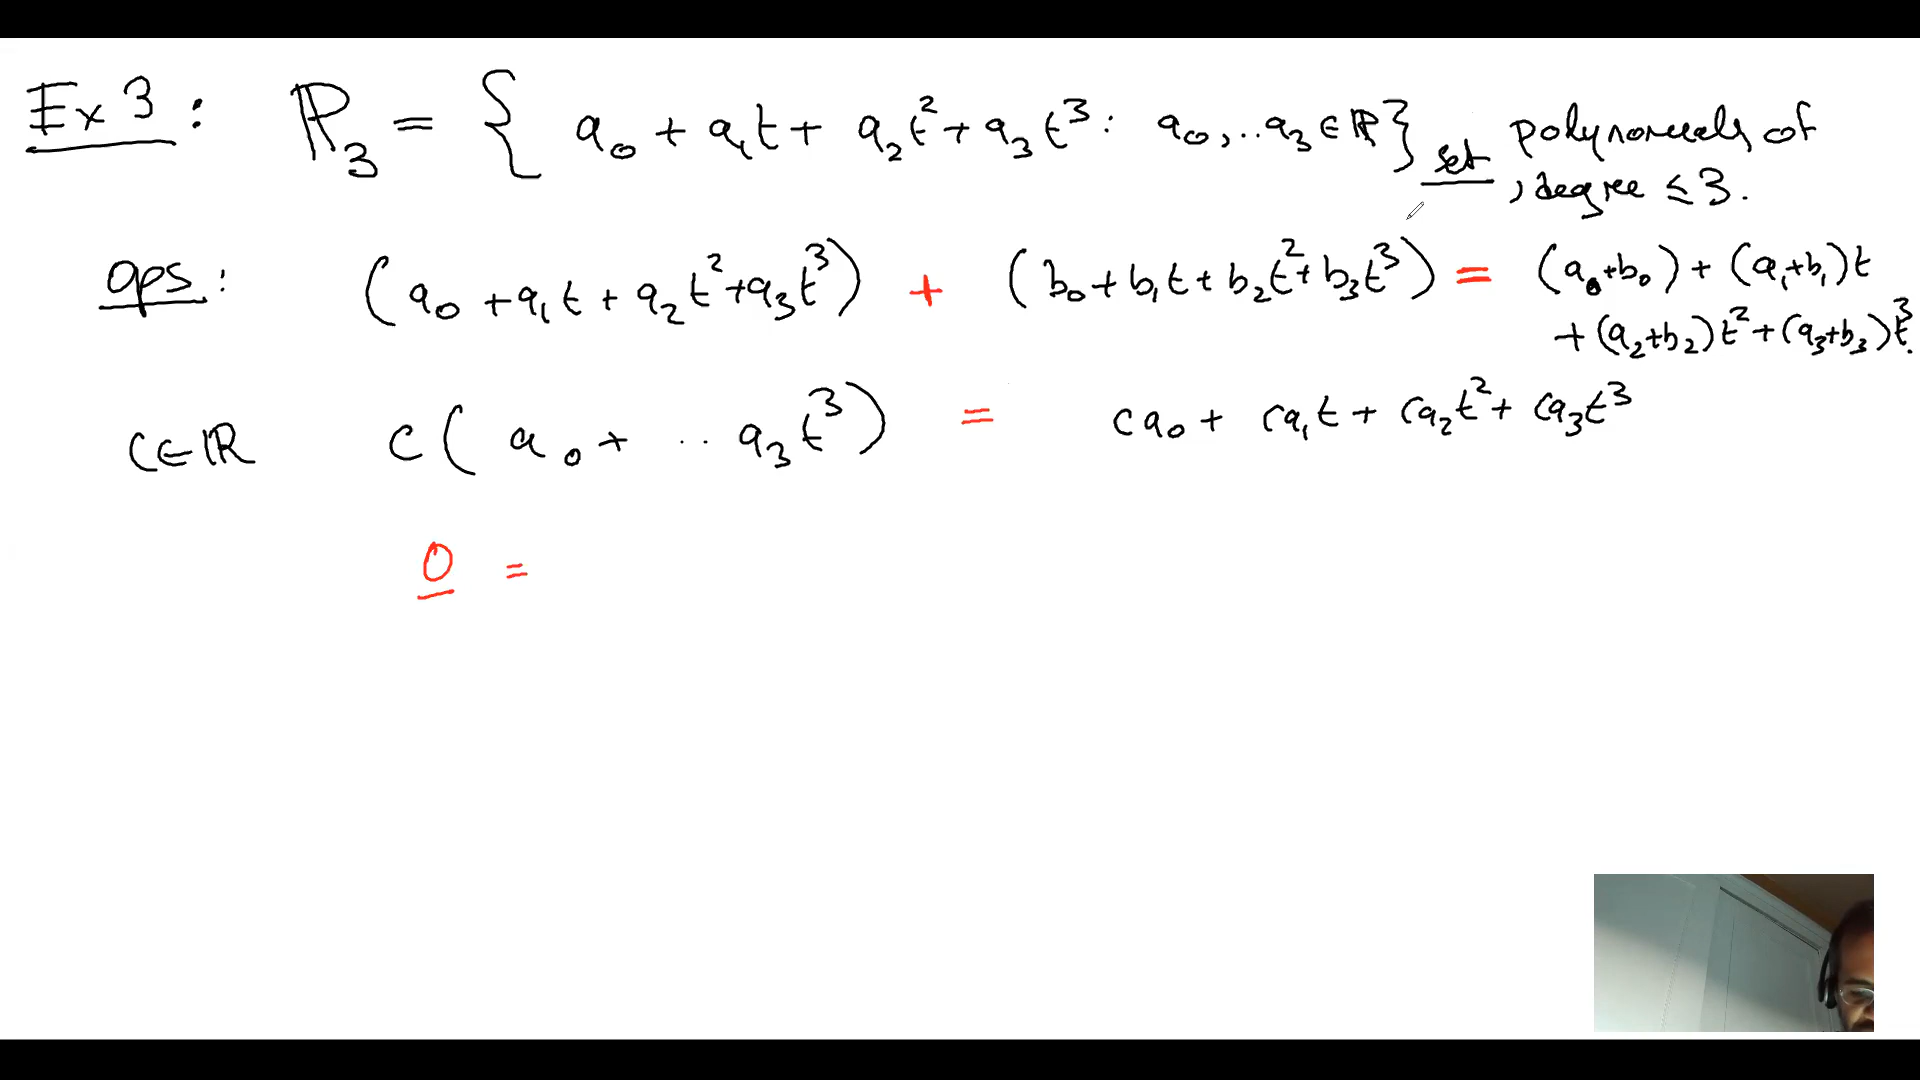 Ex 3 : ℙ₃ = { a₀ + a₁t + a₂t² + a₃t³ : a₀,..a₃ ∈ ℝ } set polynomials of
, degree ≤ 3.
ops : (a₀ + a₁t + a₂t² + a₃t³) + (b₀ + b₁t + b₂t² + b₃t³) = (a₀+b₀) + (a₁+b₁)t
+ (a₂+b₂)t² + (a₃+b₃)t³.
c∈ℝ c( a₀ + .. a₃t³ ) = ca₀ + ca₁t + ca₂t² + ca₃t³
0 =